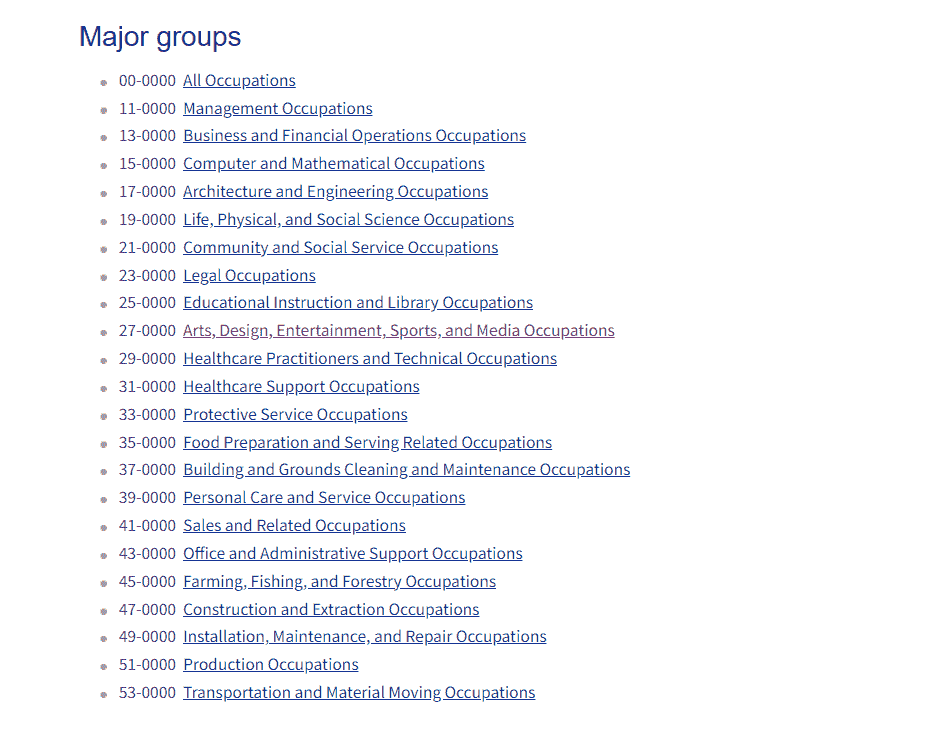 Major groups
00-0000 All Occupations
11-0000 Management Occupations
13-0000 Business and Financial Operations Occupations
15-0000 Computer and Mathematical Occupations
17-0000 Architecture and Engineering Occupations
19-0000 Life, Physical, and Social Science Occupations
21-0000 Community and Social Service Occupations
23-0000 Legal Occupations
25-0000 Educational Instruction and Library Occupations
27-0000 Arts, Design, Entertainment, Sports, and Media Occupations
29-0000 Healthcare Practitioners and Technical Occupations
31-0000 Healthcare Support Occupations
33-0000 Protective Service Occupations
35-0000 Food Preparation and Serving Related Occupations
37-0000 Building and Grounds Cleaning and Maintenance Occupations
39-0000 Personal Care and Service Occupations
41-0000 Sales and Related Occupations
43-0000 Office and Administrative Support Occupations
45-0000 Farming, Fishing, and Forestry Occupations
47-0000 Construction and Extraction Occupations
49-0000 Installation, Maintenance, and Repair Occupations
51-0000 Production Occupations
53-0000 Transportation and Material Moving Occupations